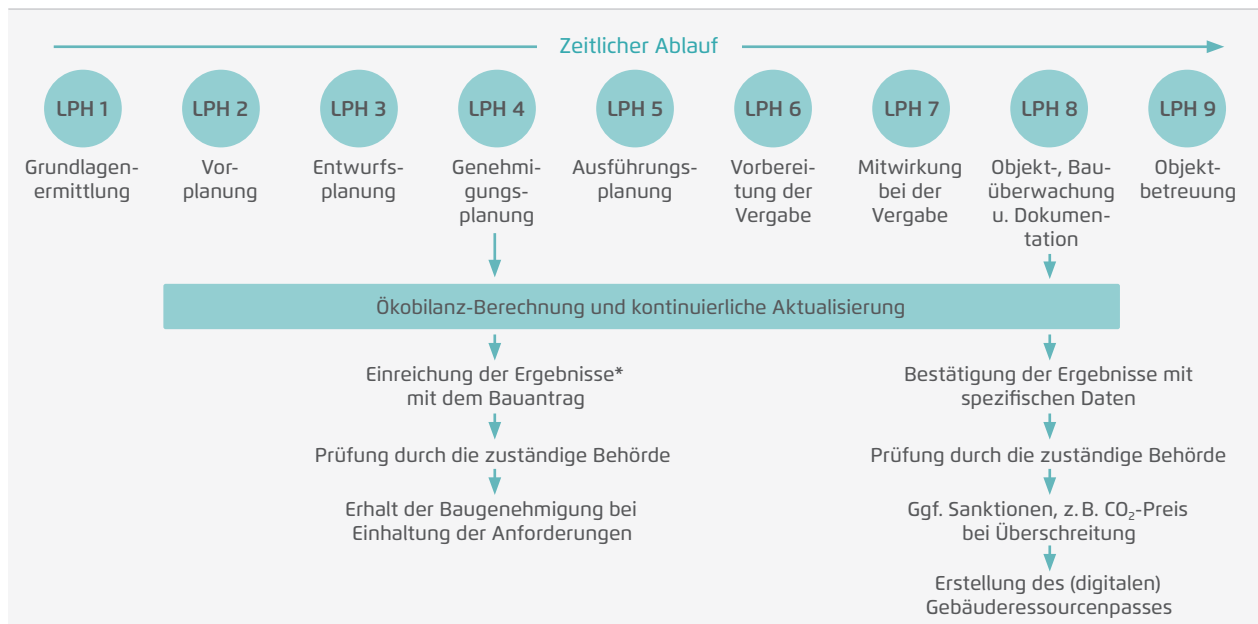 Zeitlicher Ablauf
LPH 1
LPH 2
LPH 3
LPH 4
LPH 5
LPH 6
LPH 7
LPH 8
LPH 9
Grundlagen-
ermittlung
Vor-
planung
Entwurfs-
planung
Genehmi-
gungs-
planung
Ausführungs-
planung
Vorberei-
tung der
Vergabe
Mitwirkung
bei der
Vergabe
Objekt-, Bau-
überwachung
u. Dokumen-
tation
Objekt-
betreuung
Ökobilanz-Berechnung und kontinuierliche Aktualisierung
Einreichung der Ergebnisse*
mit dem Bauantrag
Prüfung durch die zuständige Behörde
Erhalt der Baugenehmigung bei
Einhaltung der Anforderungen
Bestätigung der Ergebnisse mit
spezifischen Daten
Prüfung durch die zuständige Behörde
Ggf. Sanktionen, z. B. CO₂-Preis
bei Überschreitung
Erstellung des (digitalen)
Gebäuderessourcenpasses